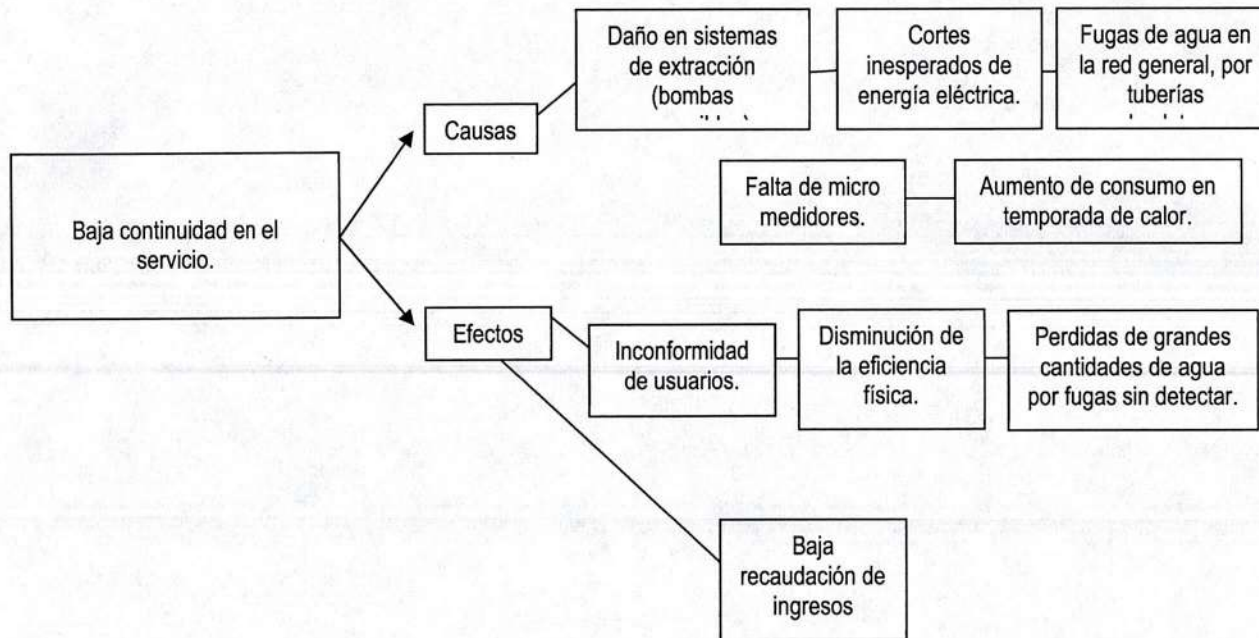 Daño en sistemas
de extracción
(bombas
Cortes
inesperados de
energía eléctrica.
Fugas de agua en
la red general, por
tuberías
Causas
Falta de micro
medidores.
Aumento de consumo en
temporada de calor.
Baja continuidad en el
servicio.
Efectos
Inconformidad
de usuarios.
Disminución de
la eficiencia
física.
Perdidas de grandes
cantidades de agua
por fugas sin detectar.
Baja
recaudación de
ingresos